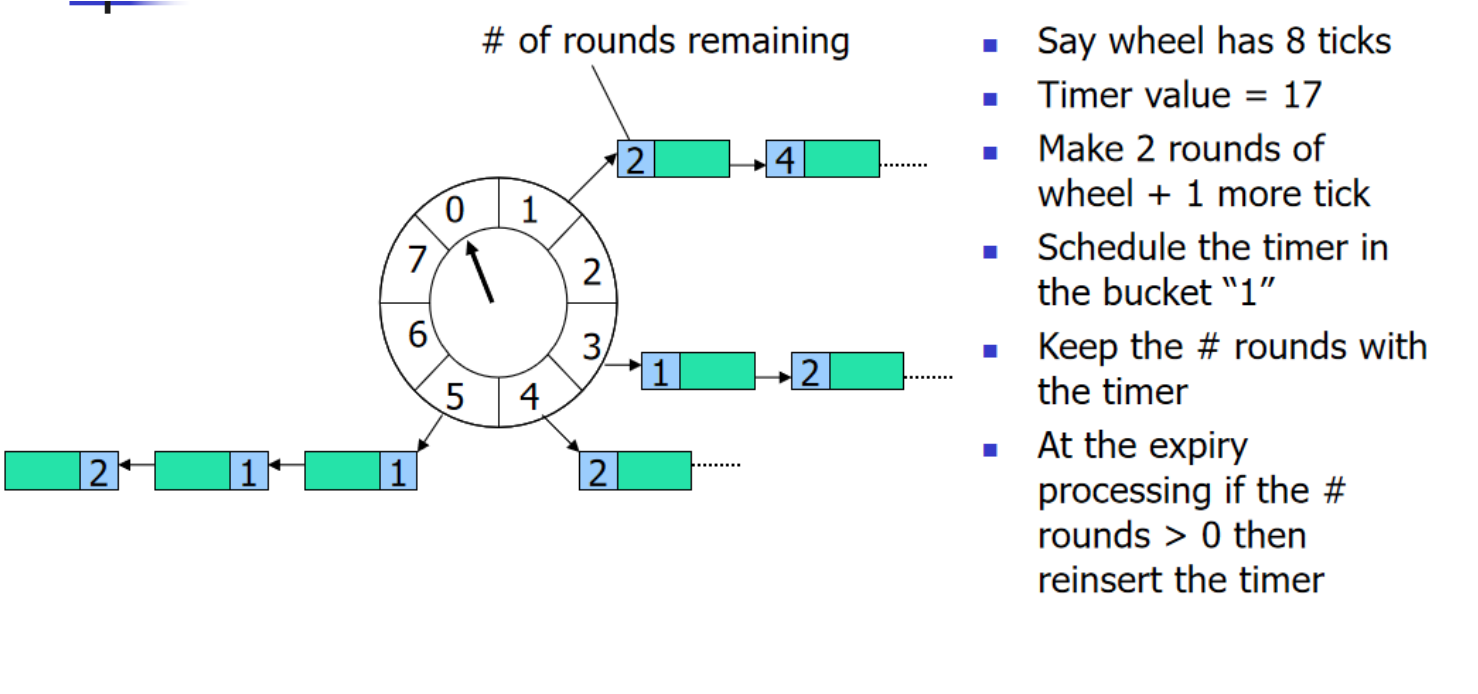 # of rounds remaining
2
4
0
1
7
2
6
3
1
2
5
4
2
1
1
2
▪ Say wheel has 8 ticks
▪ Timer value = 17
▪ Make 2 rounds of
wheel + 1 more tick
▪ Schedule the timer in
the bucket “1”
▪ Keep the # rounds with
the timer
▪ At the expiry
processing if the #
rounds > 0 then
reinsert the timer